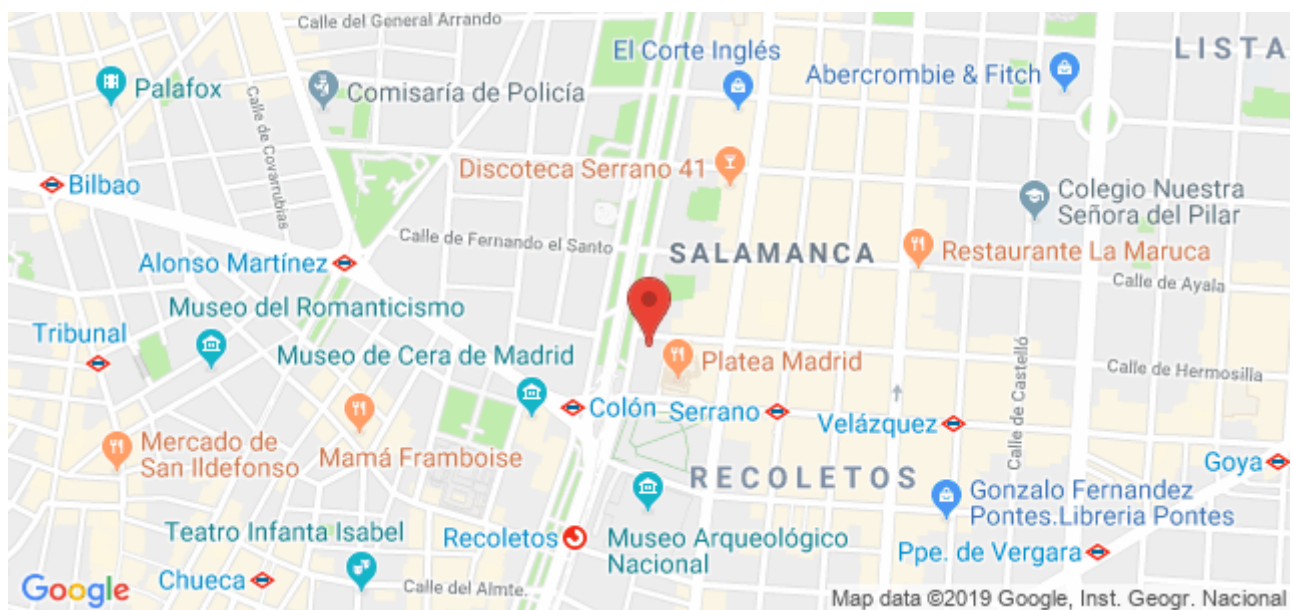 Calle del General Arrando
El Corte Inglés
LISTA
Abercrombie & Fitch
Palafox
Comisaría de Policía
Calle de Covarrubias
Discoteca Serrano 41
Bilbao
Colegio Nuestra
Señora del Pilar
Calle de Fernando el Santo
SALAMANCA
Restaurante La Maruca
Alonso Martínez
Calle de Ayala
Museo del Romanticismo
Tribunal
Museo de Cera de Madrid
Platea Madrid
Calle de Hermosilla
Calle de Castelló
Colón
Serrano
Velázquez
Mercado de
San Ildefonso
Mamá Framboise
Goya
RECOLETOS
Gonzalo Fernandez
Pontes.Libreria Pontes
Teatro Infanta Isabel
Recoletos
Museo Arqueológico
Nacional
Ppe. de Vergara
Chueca
Calle del Almte.
Google
Map data ©2019 Google, Inst. Geogr. Nacional